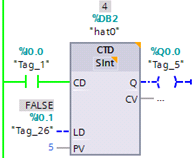 4
%DB2
"hat0"
%I0.0
"Tag_1"
CTD
SInt
%Q0.0
"Tag_5"
CD
Q
CV
...
FALSE
%I0.1
"Tag_26"
LD
5
PV